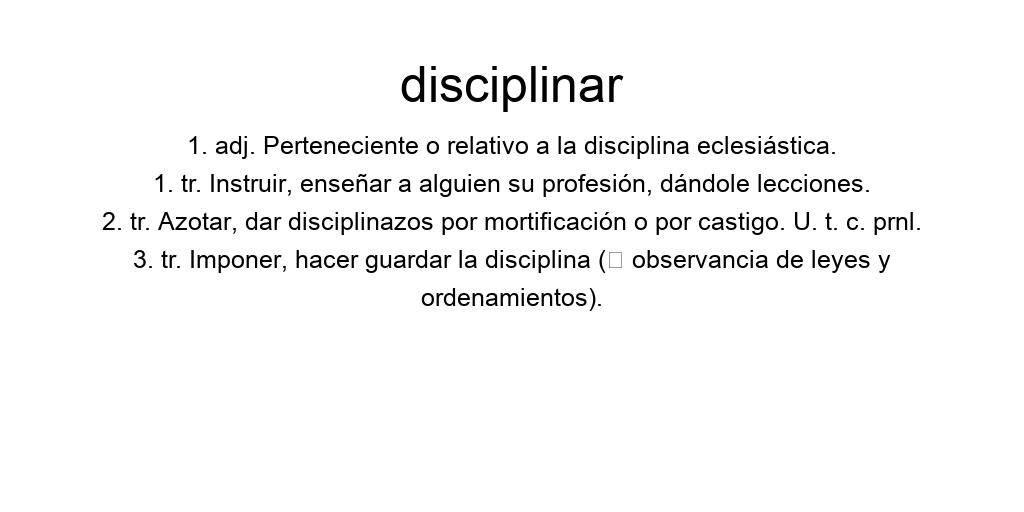 disciplinar
1. adj. Perteneciente o relativo a la disciplina eclesiástica.
1. tr. Instruir, enseñar a alguien su profesión, dándole lecciones.
2. tr. Azotar, dar disciplinazos por mortificación o por castigo. U. t. c. prnl.
3. tr. Imponer, hacer guardar la disciplina (□ observancia de leyes y
ordenamientos).